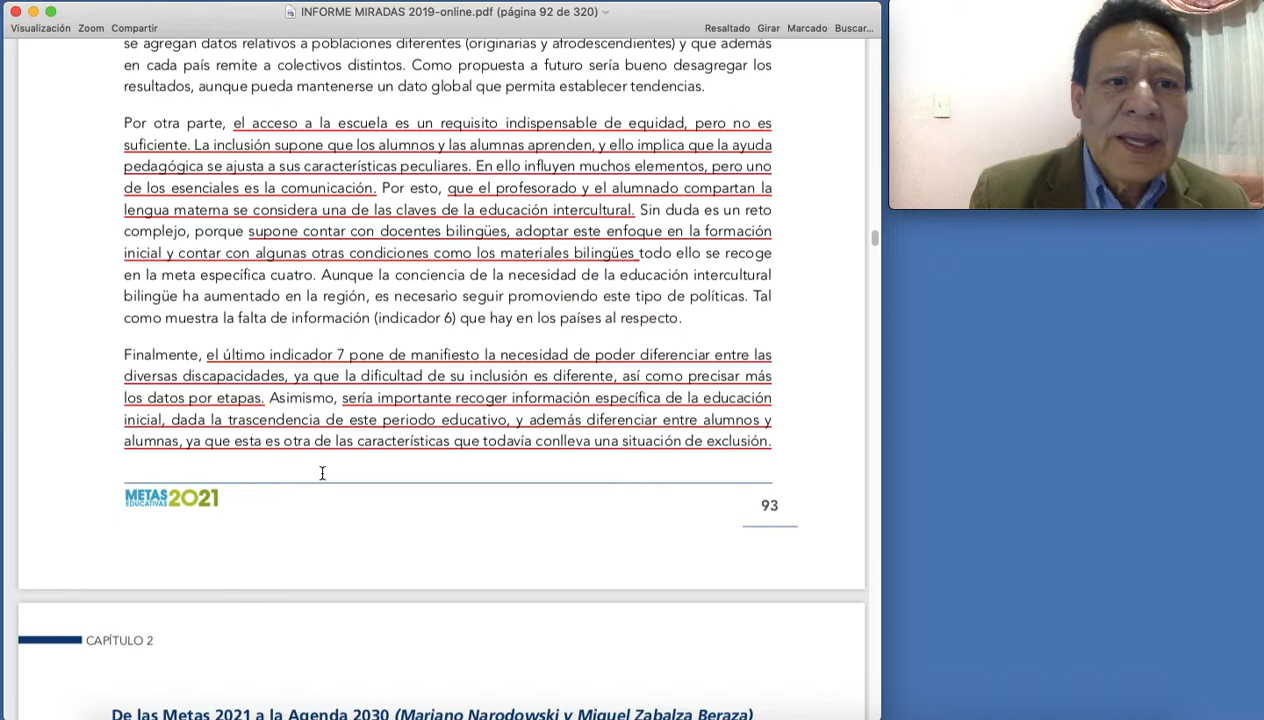 INFORME MIRADAS 2019-online.pdf (página 92 de 320)
Visualización Zoom Compartir Resaltado Girar Marcado Buscar...
se agregan datos relativos a poblaciones diferentes (originarias y afrodescendientes) y que además
en cada país remite a colectivos distintos. Como propuesta a futuro sería bueno desagregar los
resultados, aunque pueda mantenerse un dato global que permita establecer tendencias.
Por otra parte, el acceso a la escuela es un requisito indispensable de equidad, pero no es
suficiente. La inclusión supone que los alumnos y las alumnas aprenden, y ello implica que la ayuda
pedagógica se ajusta a sus características peculiares. En ello influyen muchos elementos, pero uno
de los esenciales es la comunicación. Por esto, que el profesorado y el alumnado compartan la
lengua materna se considera una de las claves de la educación intercultural. Sin duda es un reto
complejo, porque supone contar con docentes bilingües, adoptar este enfoque en la formación
inicial y contar con algunas otras condiciones como los materiales bilingües todo ello se recoge
en la meta específica cuatro. Aunque la conciencia de la necesidad de la educación intercultural
bilingüe ha aumentado en la región, es necesario seguir promoviendo este tipo de políticas. Tal
como muestra la falta de información (indicador 6) que hay en los países al respecto.
Finalmente, el último indicador 7 pone de manifiesto la necesidad de poder diferenciar entre las
diversas discapacidades, ya que la dificultad de su inclusión es diferente, así como precisar más
los datos por etapas. Asimismo, sería importante recoger información específica de la educación
inicial, dada la trascendencia de este periodo educativo, y además diferenciar entre alumnos y
alumnas, ya que esta es otra de las características que todavía conlleva una situación de exclusión.
METAS
EDUCATIVAS 2021
93
CAPÍTULO 2
De las Metas 2021 a la Agenda 2030 (Mariano Narodowski y Miguel Zabalza Beraza)